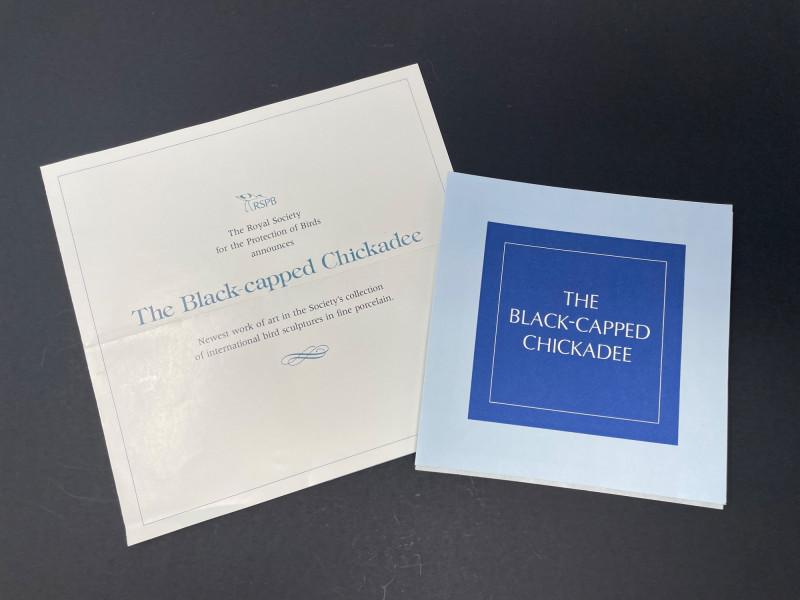 RSPB
The Royal Society
for the Protection of Birds
announces
The Black-capped Chickadee
Newest work of art in the Society's collection
of international bird sculptures in fine porcelain.
THE
BLACK-CAPPED
CHICKADEE